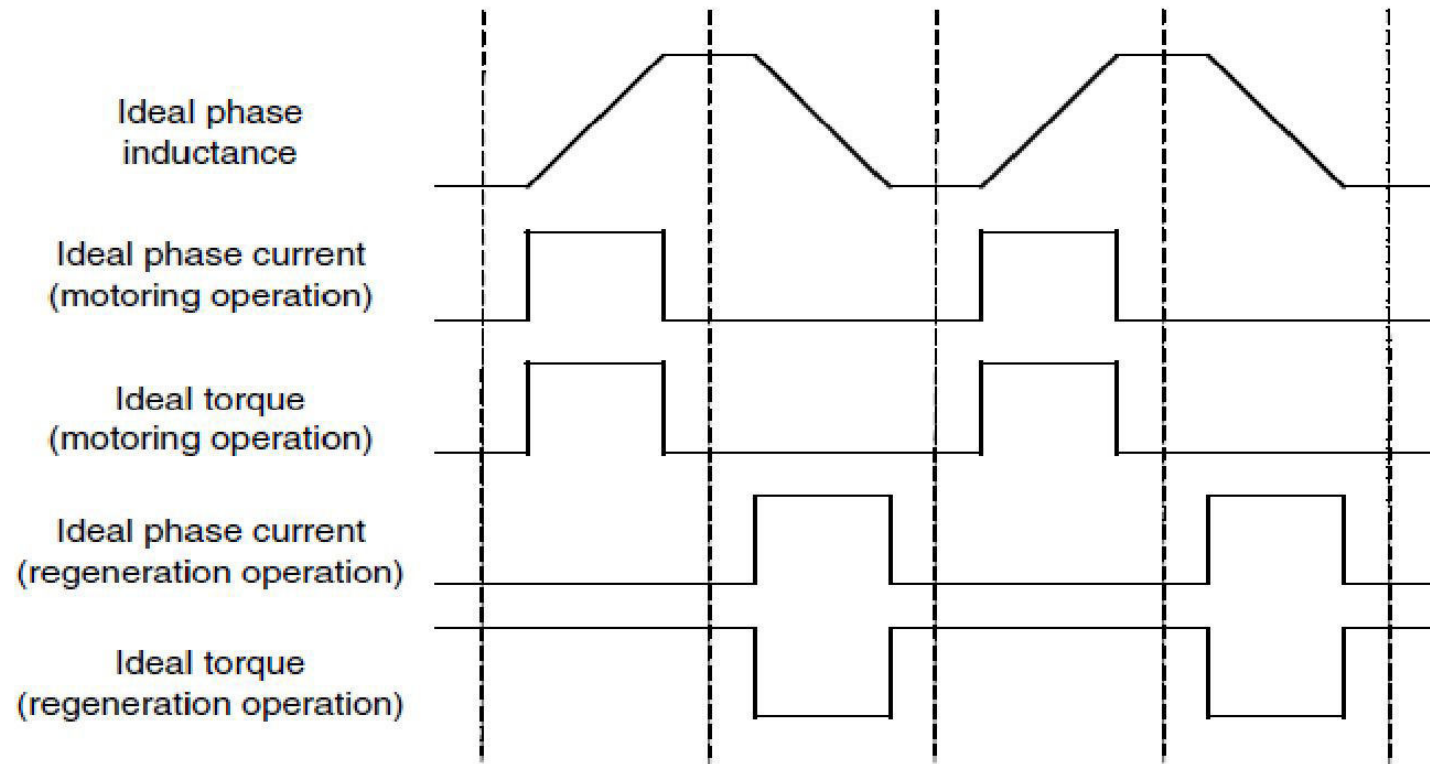 Ideal phase
inductance
Ideal phase current
(motoring operation)
Ideal torque
(motoring operation)
Ideal phase current
(regeneration operation)
Ideal torque
(regeneration operation)